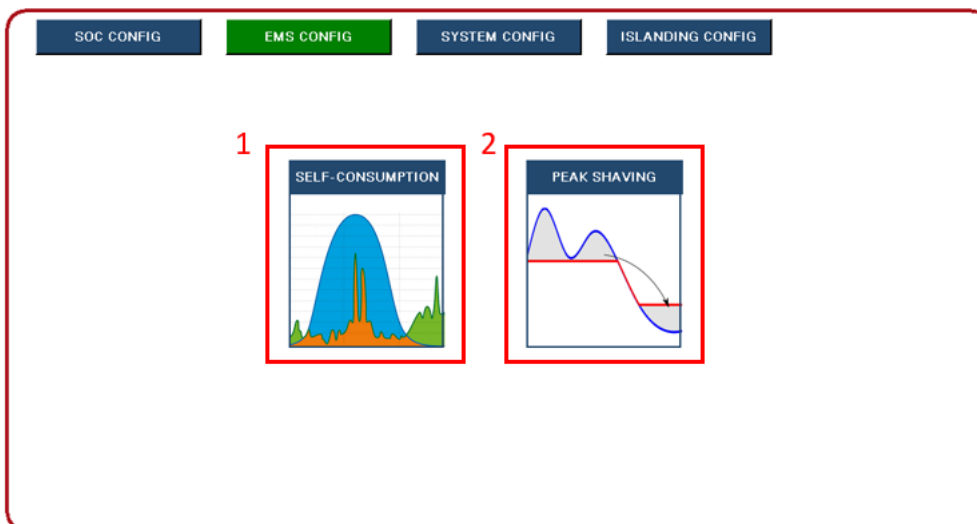 SOC CONFIG
EMS CONFIG
SYSTEM CONFIG
ISLANDING CONFIG
1
2
SELF-CONSUMPTION
PEAK SHAVING